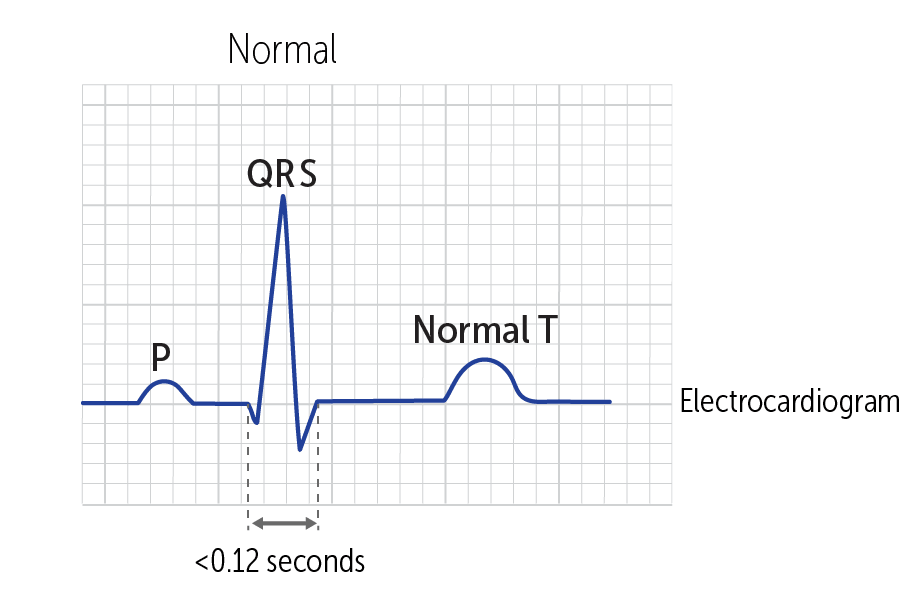 Normal
QRS
P
Normal T
Electrocardiogram
<0.12 seconds